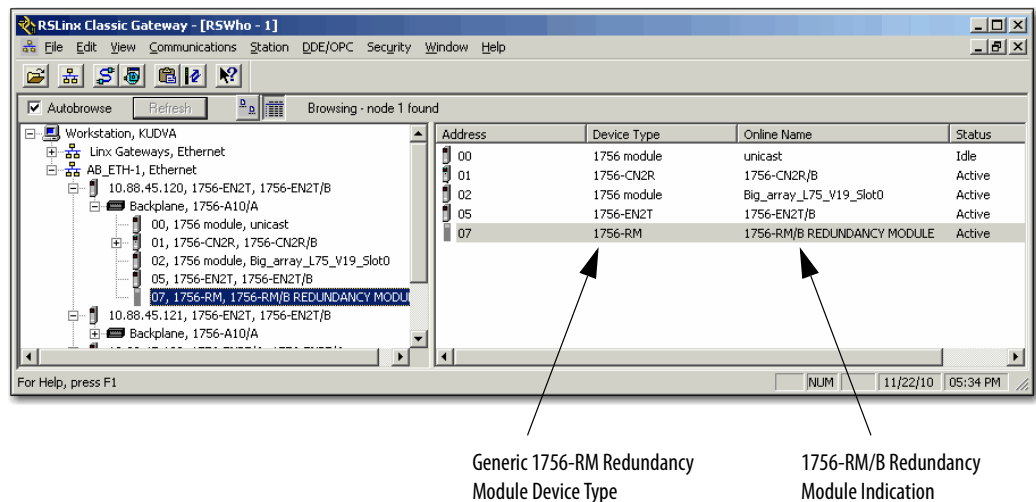 RSLinx Classic Gateway - [RSWho - 1]
File Edit View Communications Station DDE/OPC Security Window Help
Autobrowse Refresh Browsing - node 1 found
Workstation, KUDVA
Linx Gateways, Ethernet
AB_ETH-1, Ethernet
10.88.45.120, 1756-EN2T, 1756-EN2T/B
Backplane, 1756-A10/A
00, 1756 module, unicast
01, 1756-CN2R, 1756-CN2R/B
02, 1756 module, Big_array_L75_V19_Slot0
05, 1756-EN2T, 1756-EN2T/B
07, 1756-RM, 1756-RM/B REDUNDANCY MODU
10.88.45.121, 1756-EN2T, 1756-EN2T/B
Backplane, 1756-A10/A
Address Device Type Online Name Status
00 1756 module unicast Idle
01 1756-CN2R 1756-CN2R/B Active
02 1756 module Big_array_L75_V19_Slot0 Active
05 1756-EN2T 1756-EN2T/B Active
07 1756-RM 1756-RM/B REDUNDANCY MODULE Active
For Help, press F1 NUM 11/22/10 05:34 PM
Generic 1756-RM Redundancy
Module Device Type
1756-RM/B Redundancy
Module Indication